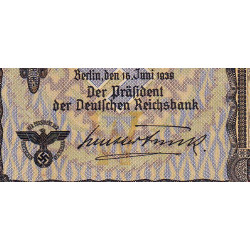 Berlin, den 16. Juni 1939
Der Präsident
der Deutschen Reichsbank